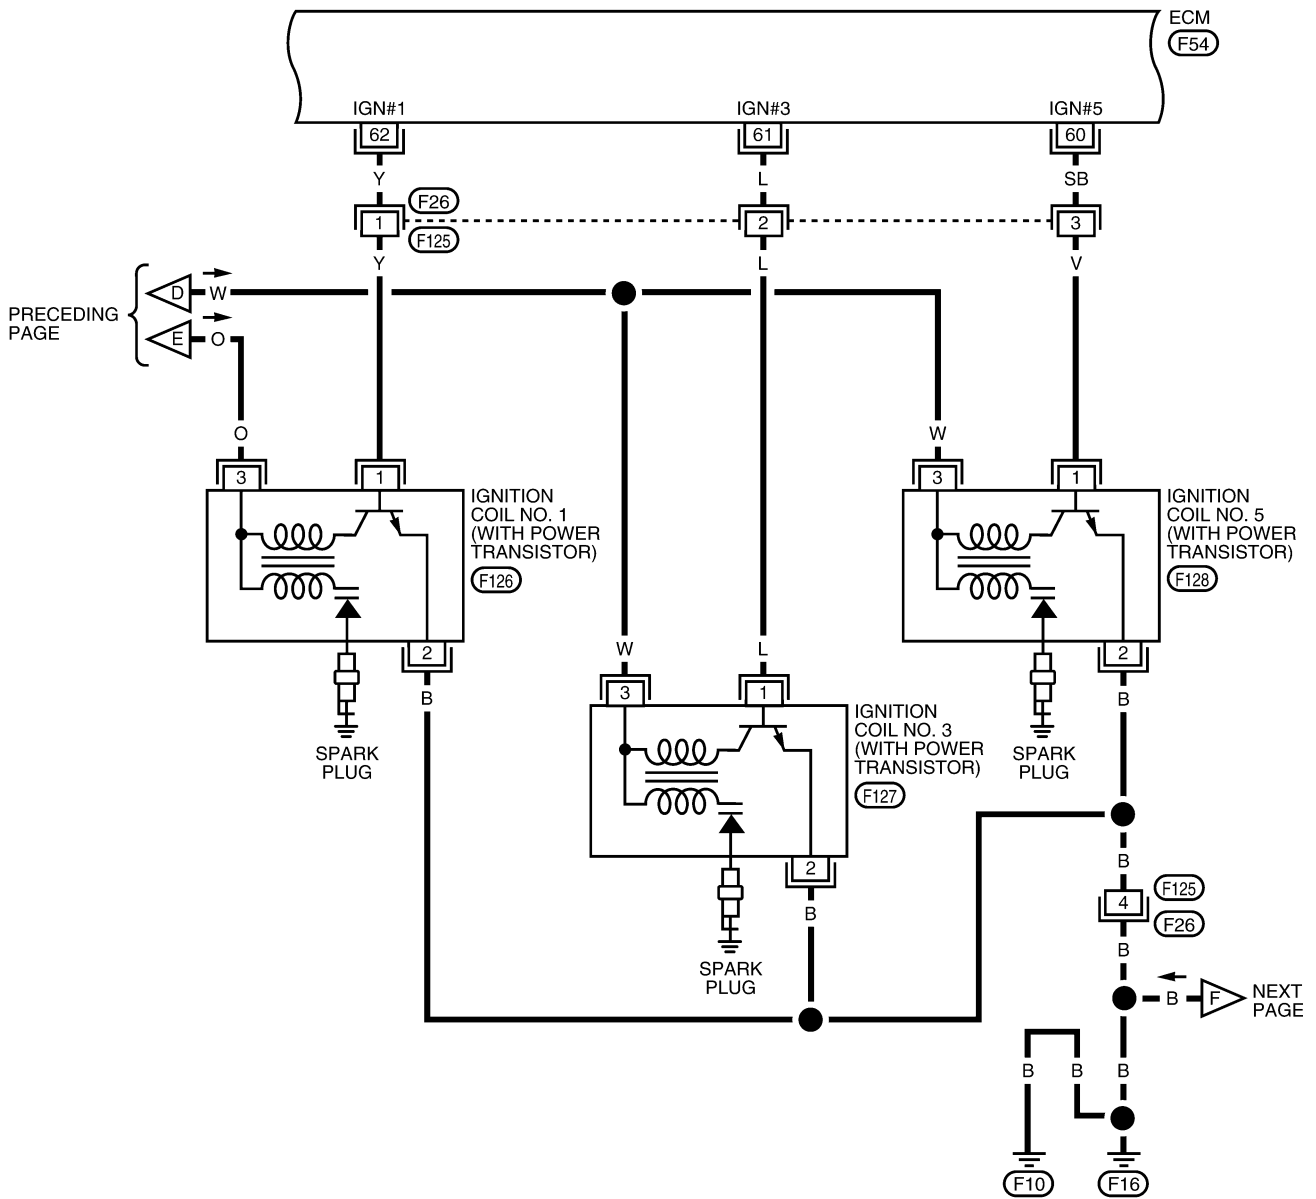 ECM
F54
IGN#1
IGN#3
IGN#5
62
61
60
Y
L
SB
F26
1
2
3
F125
Y
L
V
D
W
PRECEDING
PAGE
E
O
O
W
3
1
3
1
IGNITION
COIL NO. 1
(WITH POWER
TRANSISTOR)
F126
IGNITION
COIL NO. 5
(WITH POWER
TRANSISTOR)
F128
2
2
W
L
B
B
3
1
IGNITION
COIL NO. 3
(WITH POWER
TRANSISTOR)
F127
SPARK
PLUG
SPARK
PLUG
2
B
B
F125
4
F26
B
SPARK
PLUG
B
F
NEXT
PAGE
B
B
B
F10
F16